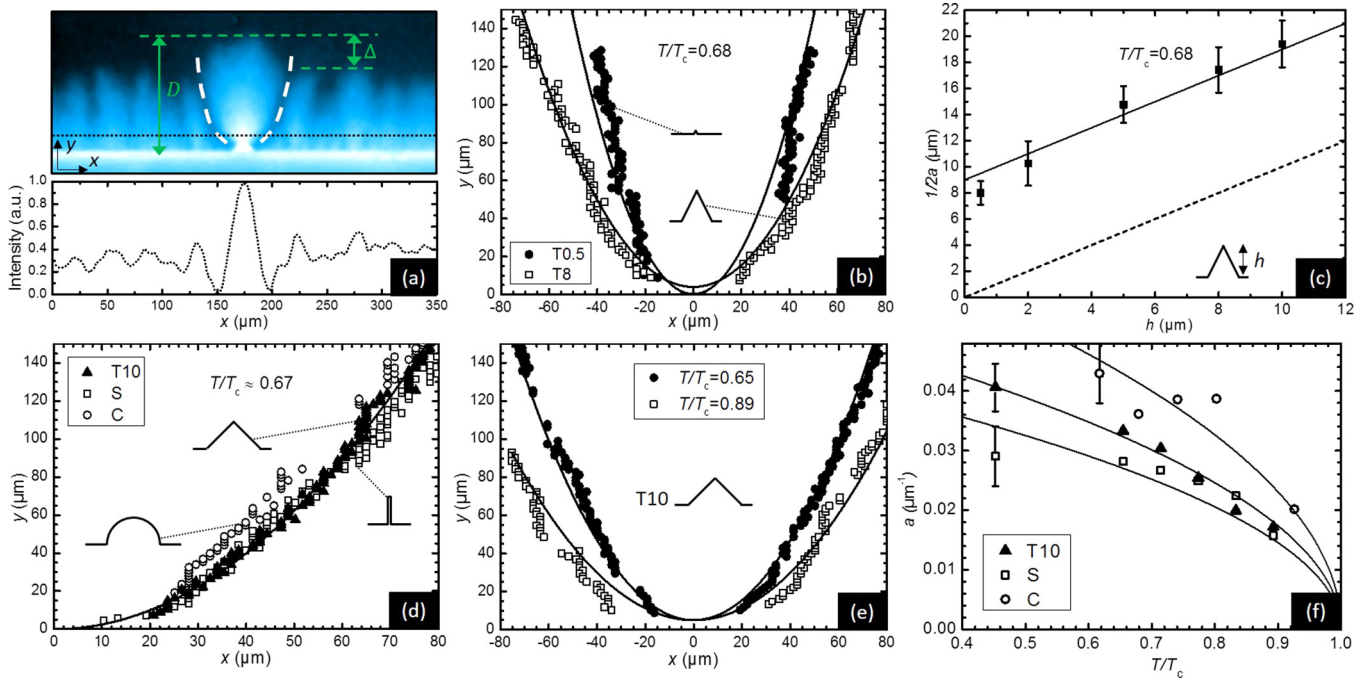 D
Δ
y
x
Intensity (a.u.)
1.0
0.8
0.6
0.4
0.2
0.0
0 50 100 150 200 250 300 350
x (µm)
(a)
y (µm)
150
140
120
100
80
60
40
20
0
T/Tc=0.68
T0.5
T8
-80 -60 -40 -20 0 20 40 60 80
x (µm)
(b)
1/2a (µm)
22
20
18
16
14
12
10
8
6
4
2
0
T/Tc=0.68
h
0 2 4 6 8 10 12
h (µm)
(c)
y (µm)
140
120
100
80
60
40
20
0
T10
S
C
T/Tc ≈ 0.67
0 10 20 30 40 50 60 70 80
x (µm)
(d)
y (µm)
140
120
100
80
60
40
20
0
T/Tc=0.65
T/Tc=0.89
T10
-80 -60 -40 -20 0 20 40 60 80
x (µm)
(e)
a (µm⁻¹)
0.04
0.03
0.02
0.01
0.00
T10
S
C
0.4 0.5 0.6 0.7 0.8 0.9 1.0
T/Tc
(f)